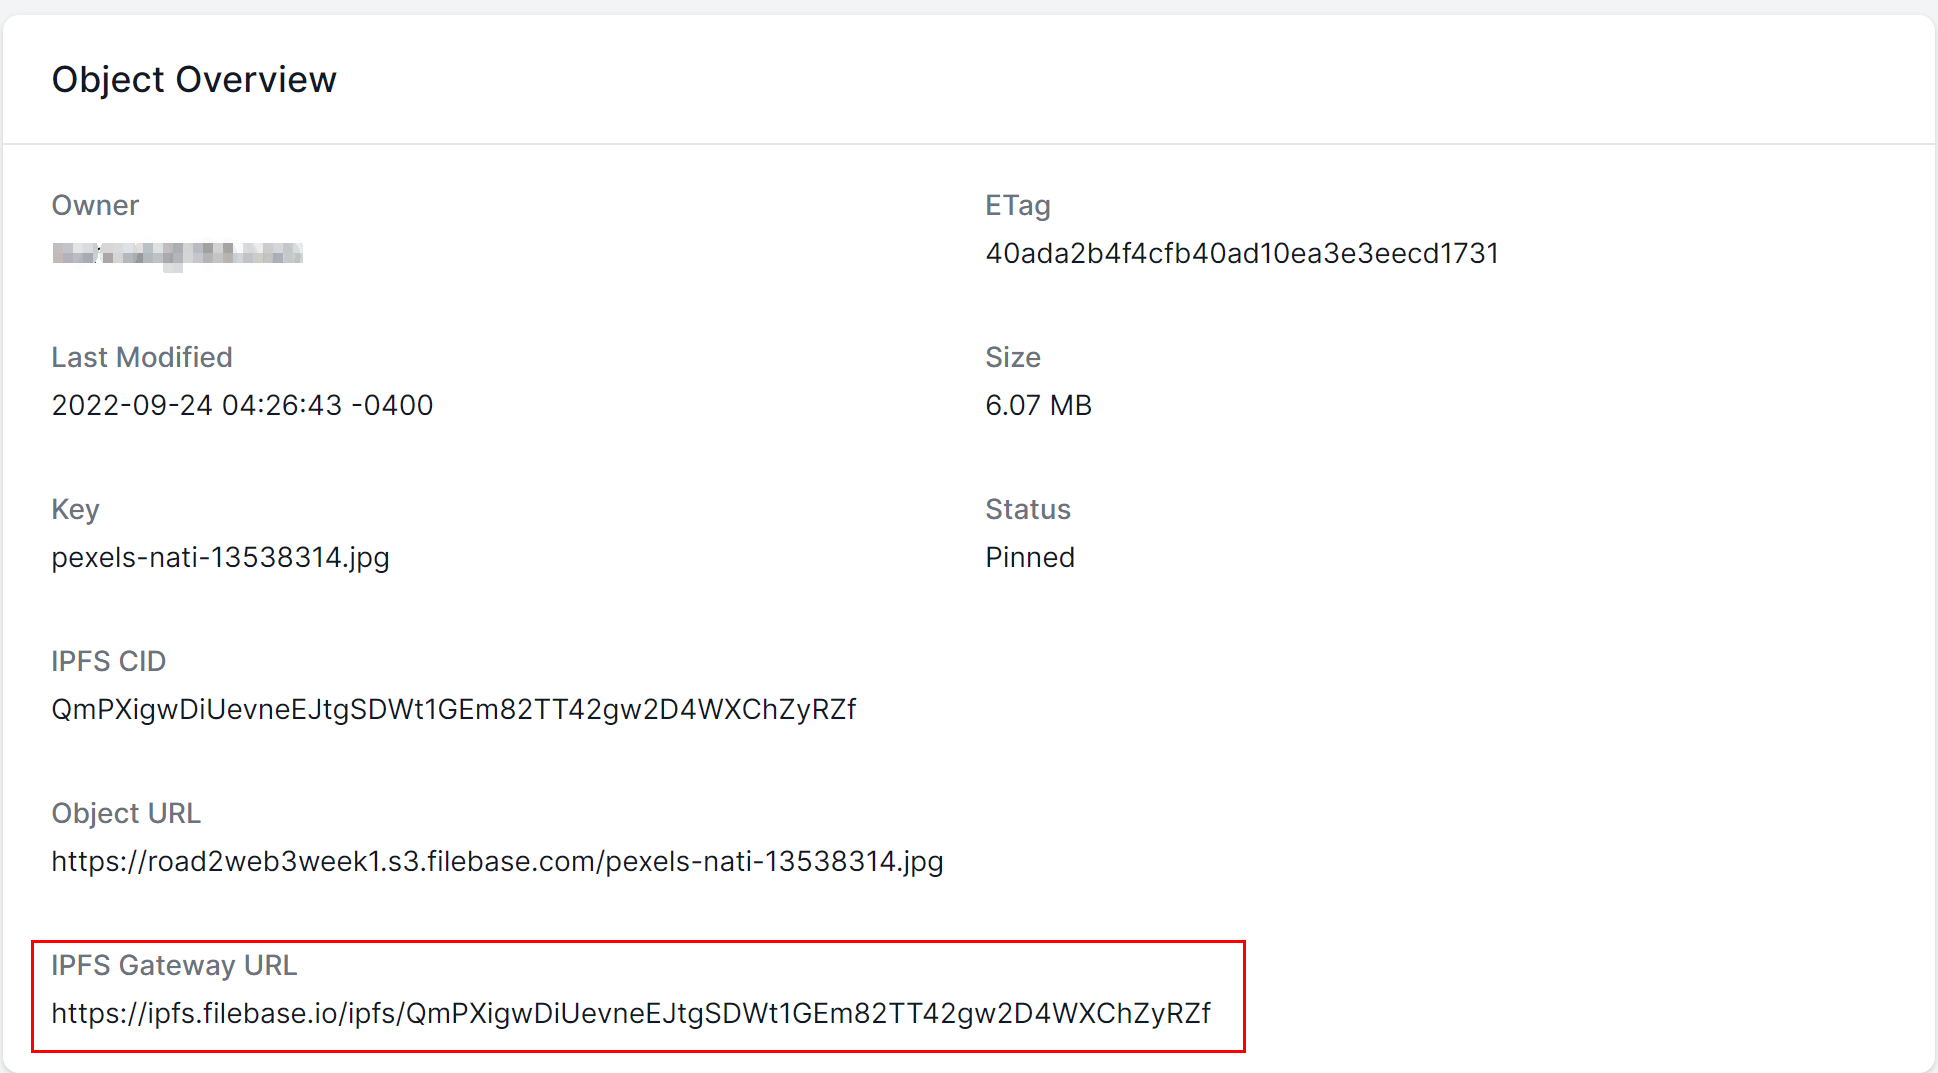 Object Overview
Owner
ETag
40ada2b4f4cfb40ad10ea3e3eecd1731
Last Modified
2022-09-24 04:26:43 -0400
Size
6.07 MB
Key
pexels-nati-13538314.jpg
Status
Pinned
IPFS CID
QmPXigwDiUevneEJtgSDWt1GEm82TT42gw2D4WXChZyRZf
Object URL
https://road2web3week1.s3.filebase.com/pexels-nati-13538314.jpg
IPFS Gateway URL
https://ipfs.filebase.io/ipfs/QmPXigwDiUevneEJtgSDWt1GEm82TT42gw2D4WXChZyRZf